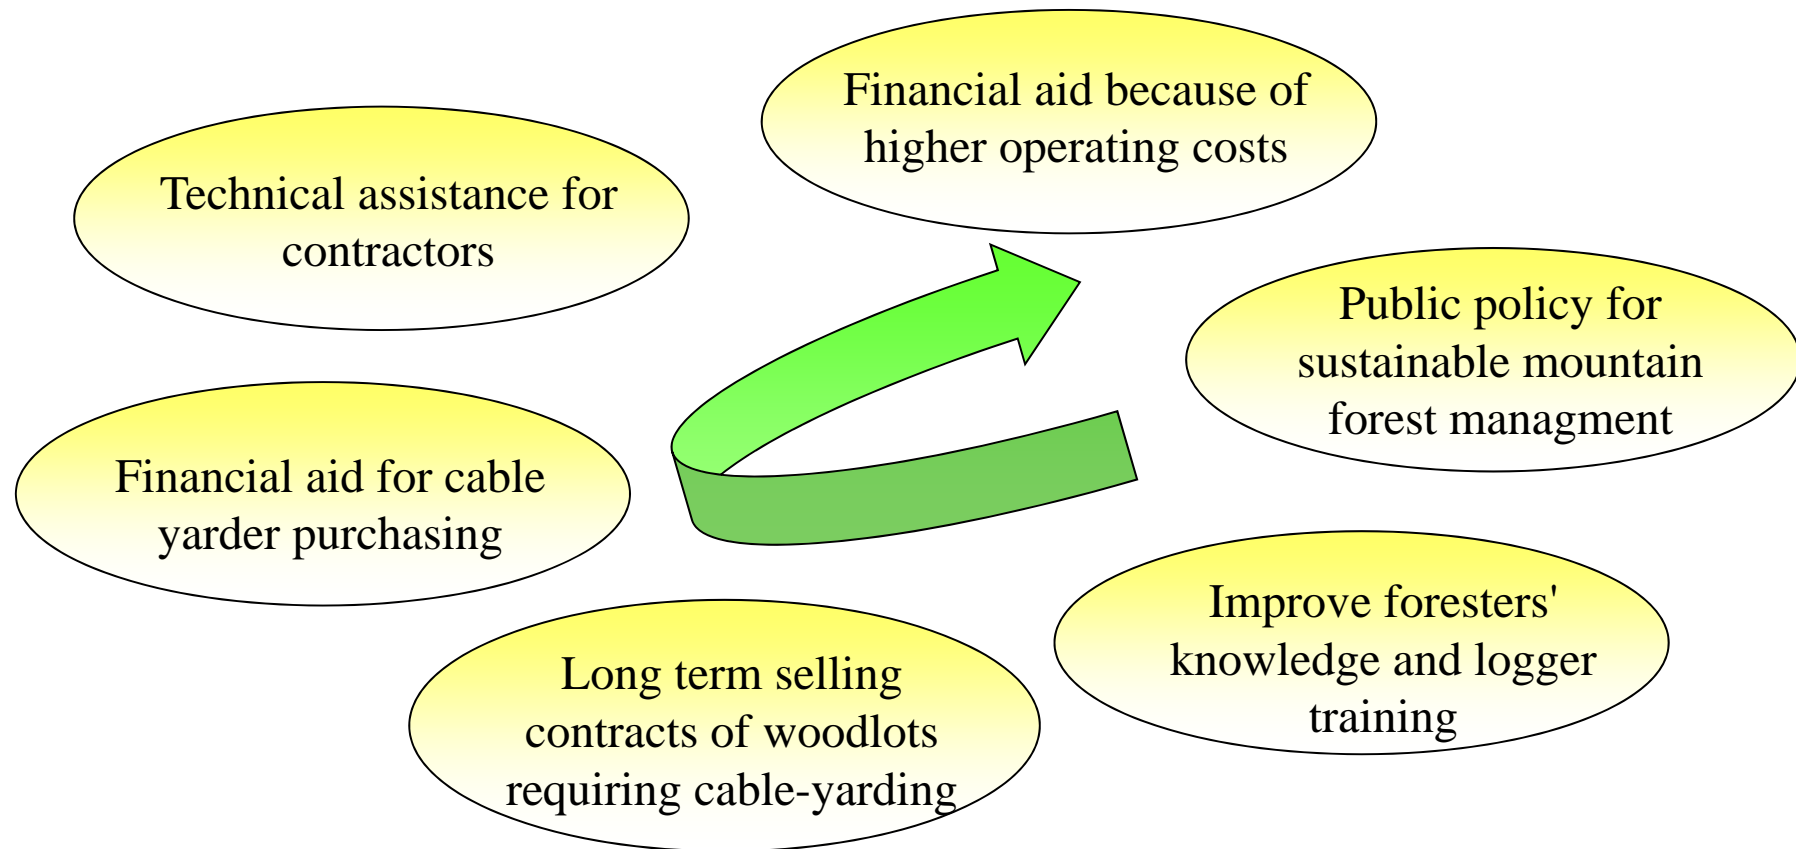 Financial aid because of
higher operating costs
Technical assistance for
contractors
Public policy for
sustainable mountain
forest managment
Financial aid for cable
yarder purchasing
Improve foresters'
knowledge and logger
training
Long term selling
contracts of woodlots
requiring cable-yarding